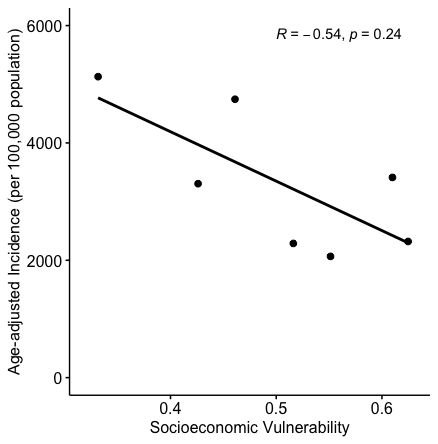 R = −0.54, p = 0.24
6000
4000
2000
0
Age-adjusted Incidence (per 100,000 population)
0.4 0.5 0.6
Socioeconomic Vulnerability